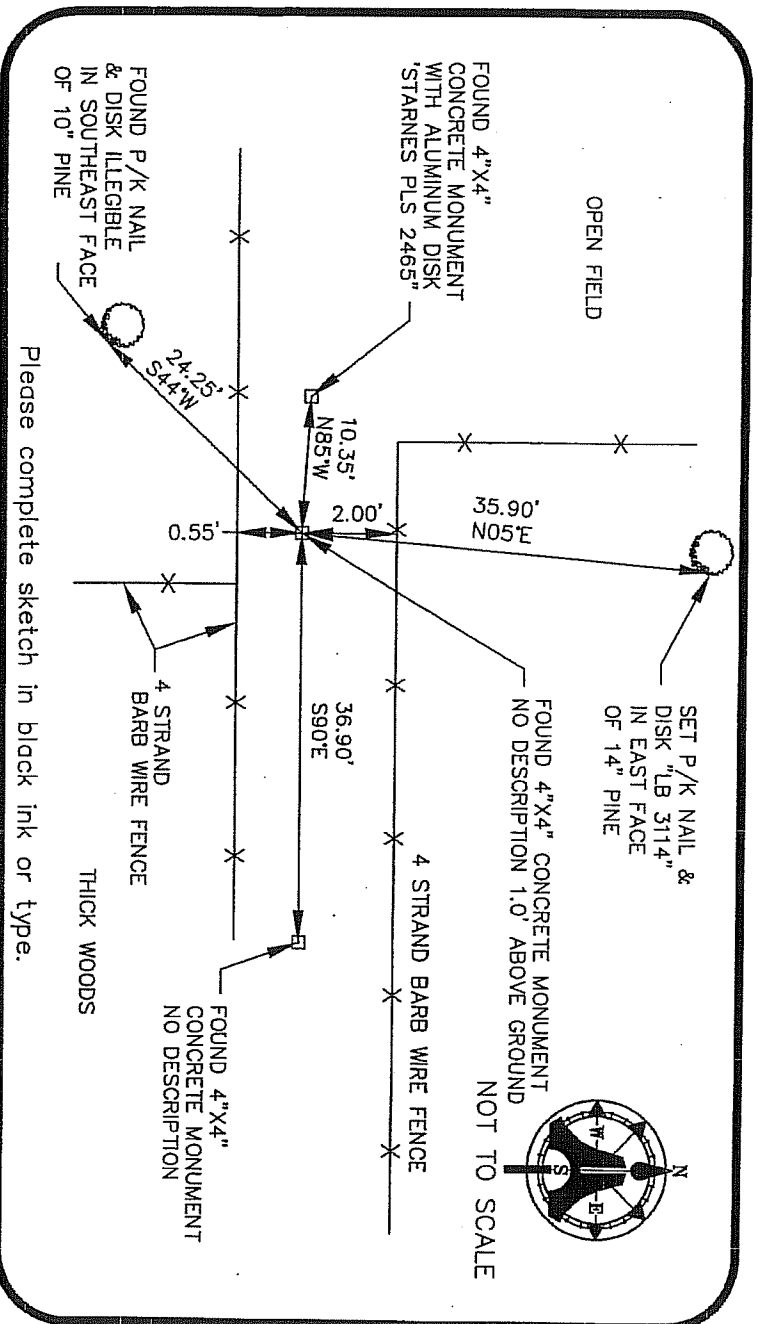 OPEN FIELD
SET P/K NAIL &
DISK "LB 3114"
IN EAST FACE
OF 14" PINE
N
W
E
S
NOT TO SCALE
35.90'
N05°E
FOUND 4"X4" CONCRETE MONUMENT
NO DESCRIPTION 1.0' ABOVE GROUND
FOUND 4"X4"
CONCRETE MONUMENT
WITH ALUMINUM DISK
'STARNES PLS 2465"
4 STRAND BARB WIRE FENCE
2.00'
10.35'
N85°W
36.90'
S90°E
0.55'
24.25'
S44°W
FOUND P/K NAIL
& DISK ILLEGIBLE
IN SOUTHEAST FACE
OF 10" PINE
4 STRAND
BARB WIRE FENCE
THICK WOODS
FOUND 4"X4"
CONCRETE MONUMENT
NO DESCRIPTION
Please complete sketch in black ink or type.